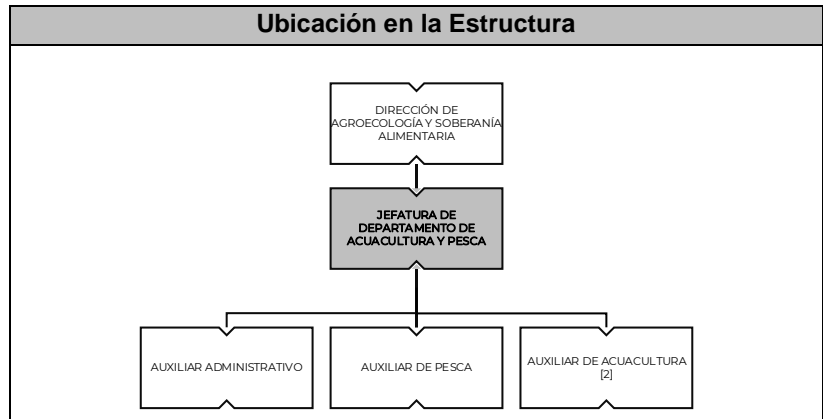 Ubicación en la Estructura
DIRECCIÓN DE
AGROECOLOGÍA Y SOBERANÍA
ALIMENTARIA
JEFATURA DE
DEPARTAMENTO DE
ACUACULTURA Y PESCA
AUXILIAR ADMINISTRATIVO
AUXILIAR DE PESCA
AUXILIAR DE ACUACULTURA
[2]